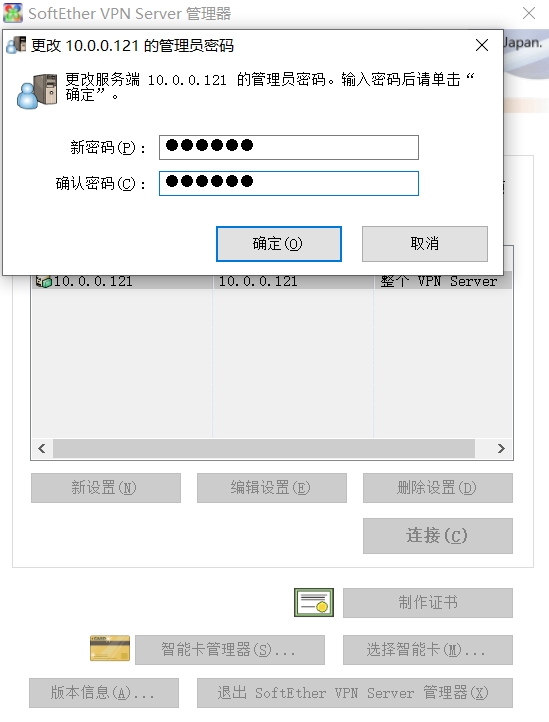 SoftEther VPN Server 管理器
更改 10.0.0.121 的管理员密码
Japan.
更改服务端 10.0.0.121 的管理员密码。输入密码后请单击“
确定”。
新密码(P)：
确认密码(C)：
确定(O)
取消
10.0.0.121 10.0.0.121 整个 VPN Server
新设置(N)
编辑设置(E)
删除设置(D)
连接(C)
制作证书
智能卡管理器(S)...
选择智能卡(M)...
版本信息(A)...
退出 SoftEther VPN Server 管理器(X)